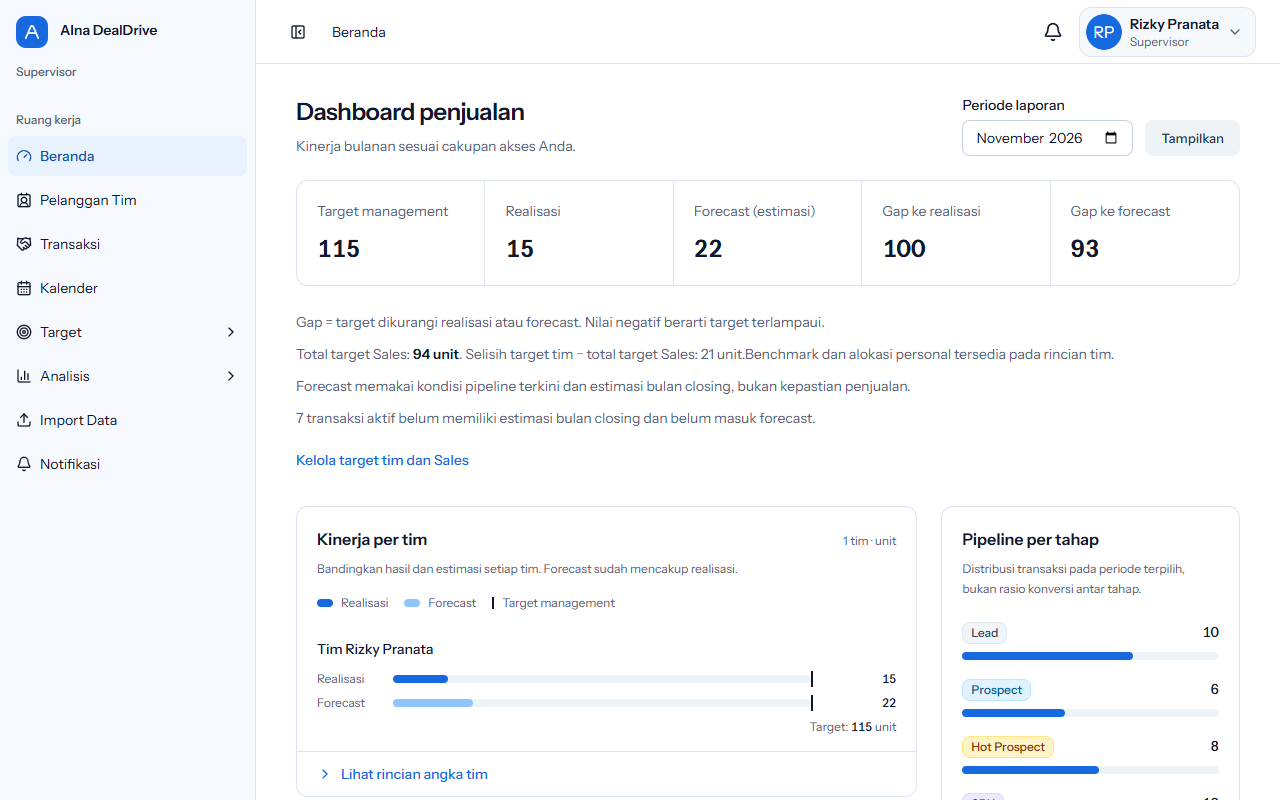 A
AIna DealDrive
Supervisor
Ruang kerja
Beranda
Pelanggan Tim
Transaksi
Kalender
Target
Analisis
Import Data
Notifikasi
Beranda
RP
Rizky Pranata
Supervisor
Dashboard penjualan
Kinerja bulanan sesuai cakupan akses Anda.
Periode laporan
November 2026
Tampilkan
Target management
115
Realisasi
15
Forecast (estimasi)
22
Gap ke realisasi
100
Gap ke forecast
93
Gap = target dikurangi realisasi atau forecast. Nilai negatif berarti target terlampaui.
Total target Sales: 94 unit. Selisih target tim − total target Sales: 21 unit.Benchmark dan alokasi personal tersedia pada rincian tim.
Forecast memakai kondisi pipeline terkini dan estimasi bulan closing, bukan kepastian penjualan.
7 transaksi aktif belum memiliki estimasi bulan closing dan belum masuk forecast.
Kelola target tim dan Sales
Kinerja per tim
1 tim · unit
Bandingkan hasil dan estimasi setiap tim. Forecast sudah mencakup realisasi.
Realisasi
Forecast
Target management
Tim Rizky Pranata
Realisasi
15
Forecast
22
Target: 115 unit
Lihat rincian angka tim
Pipeline per tahap
Distribusi transaksi pada periode terpilih,
bukan rasio konversi antar tahap.
Lead
10
Prospect
6
Hot Prospect
8